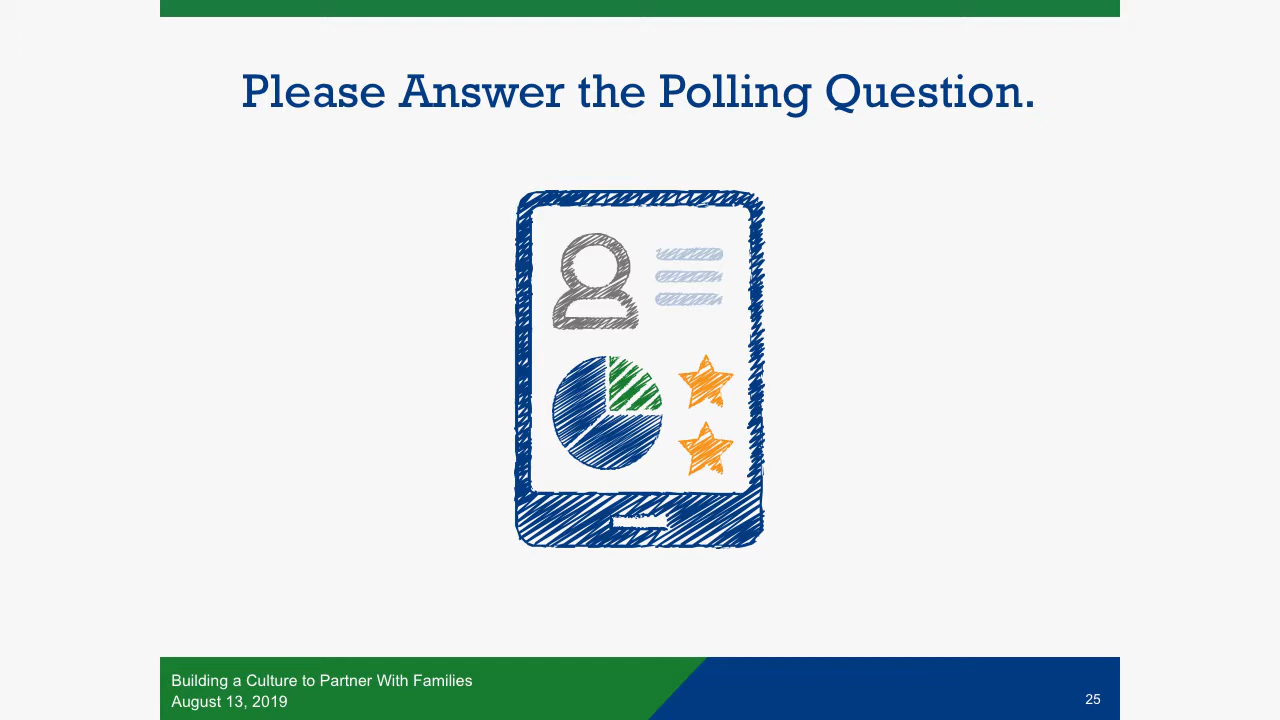 Please Answer the Polling Question.
Building a Culture to Partner With Families
August 13, 2019
25